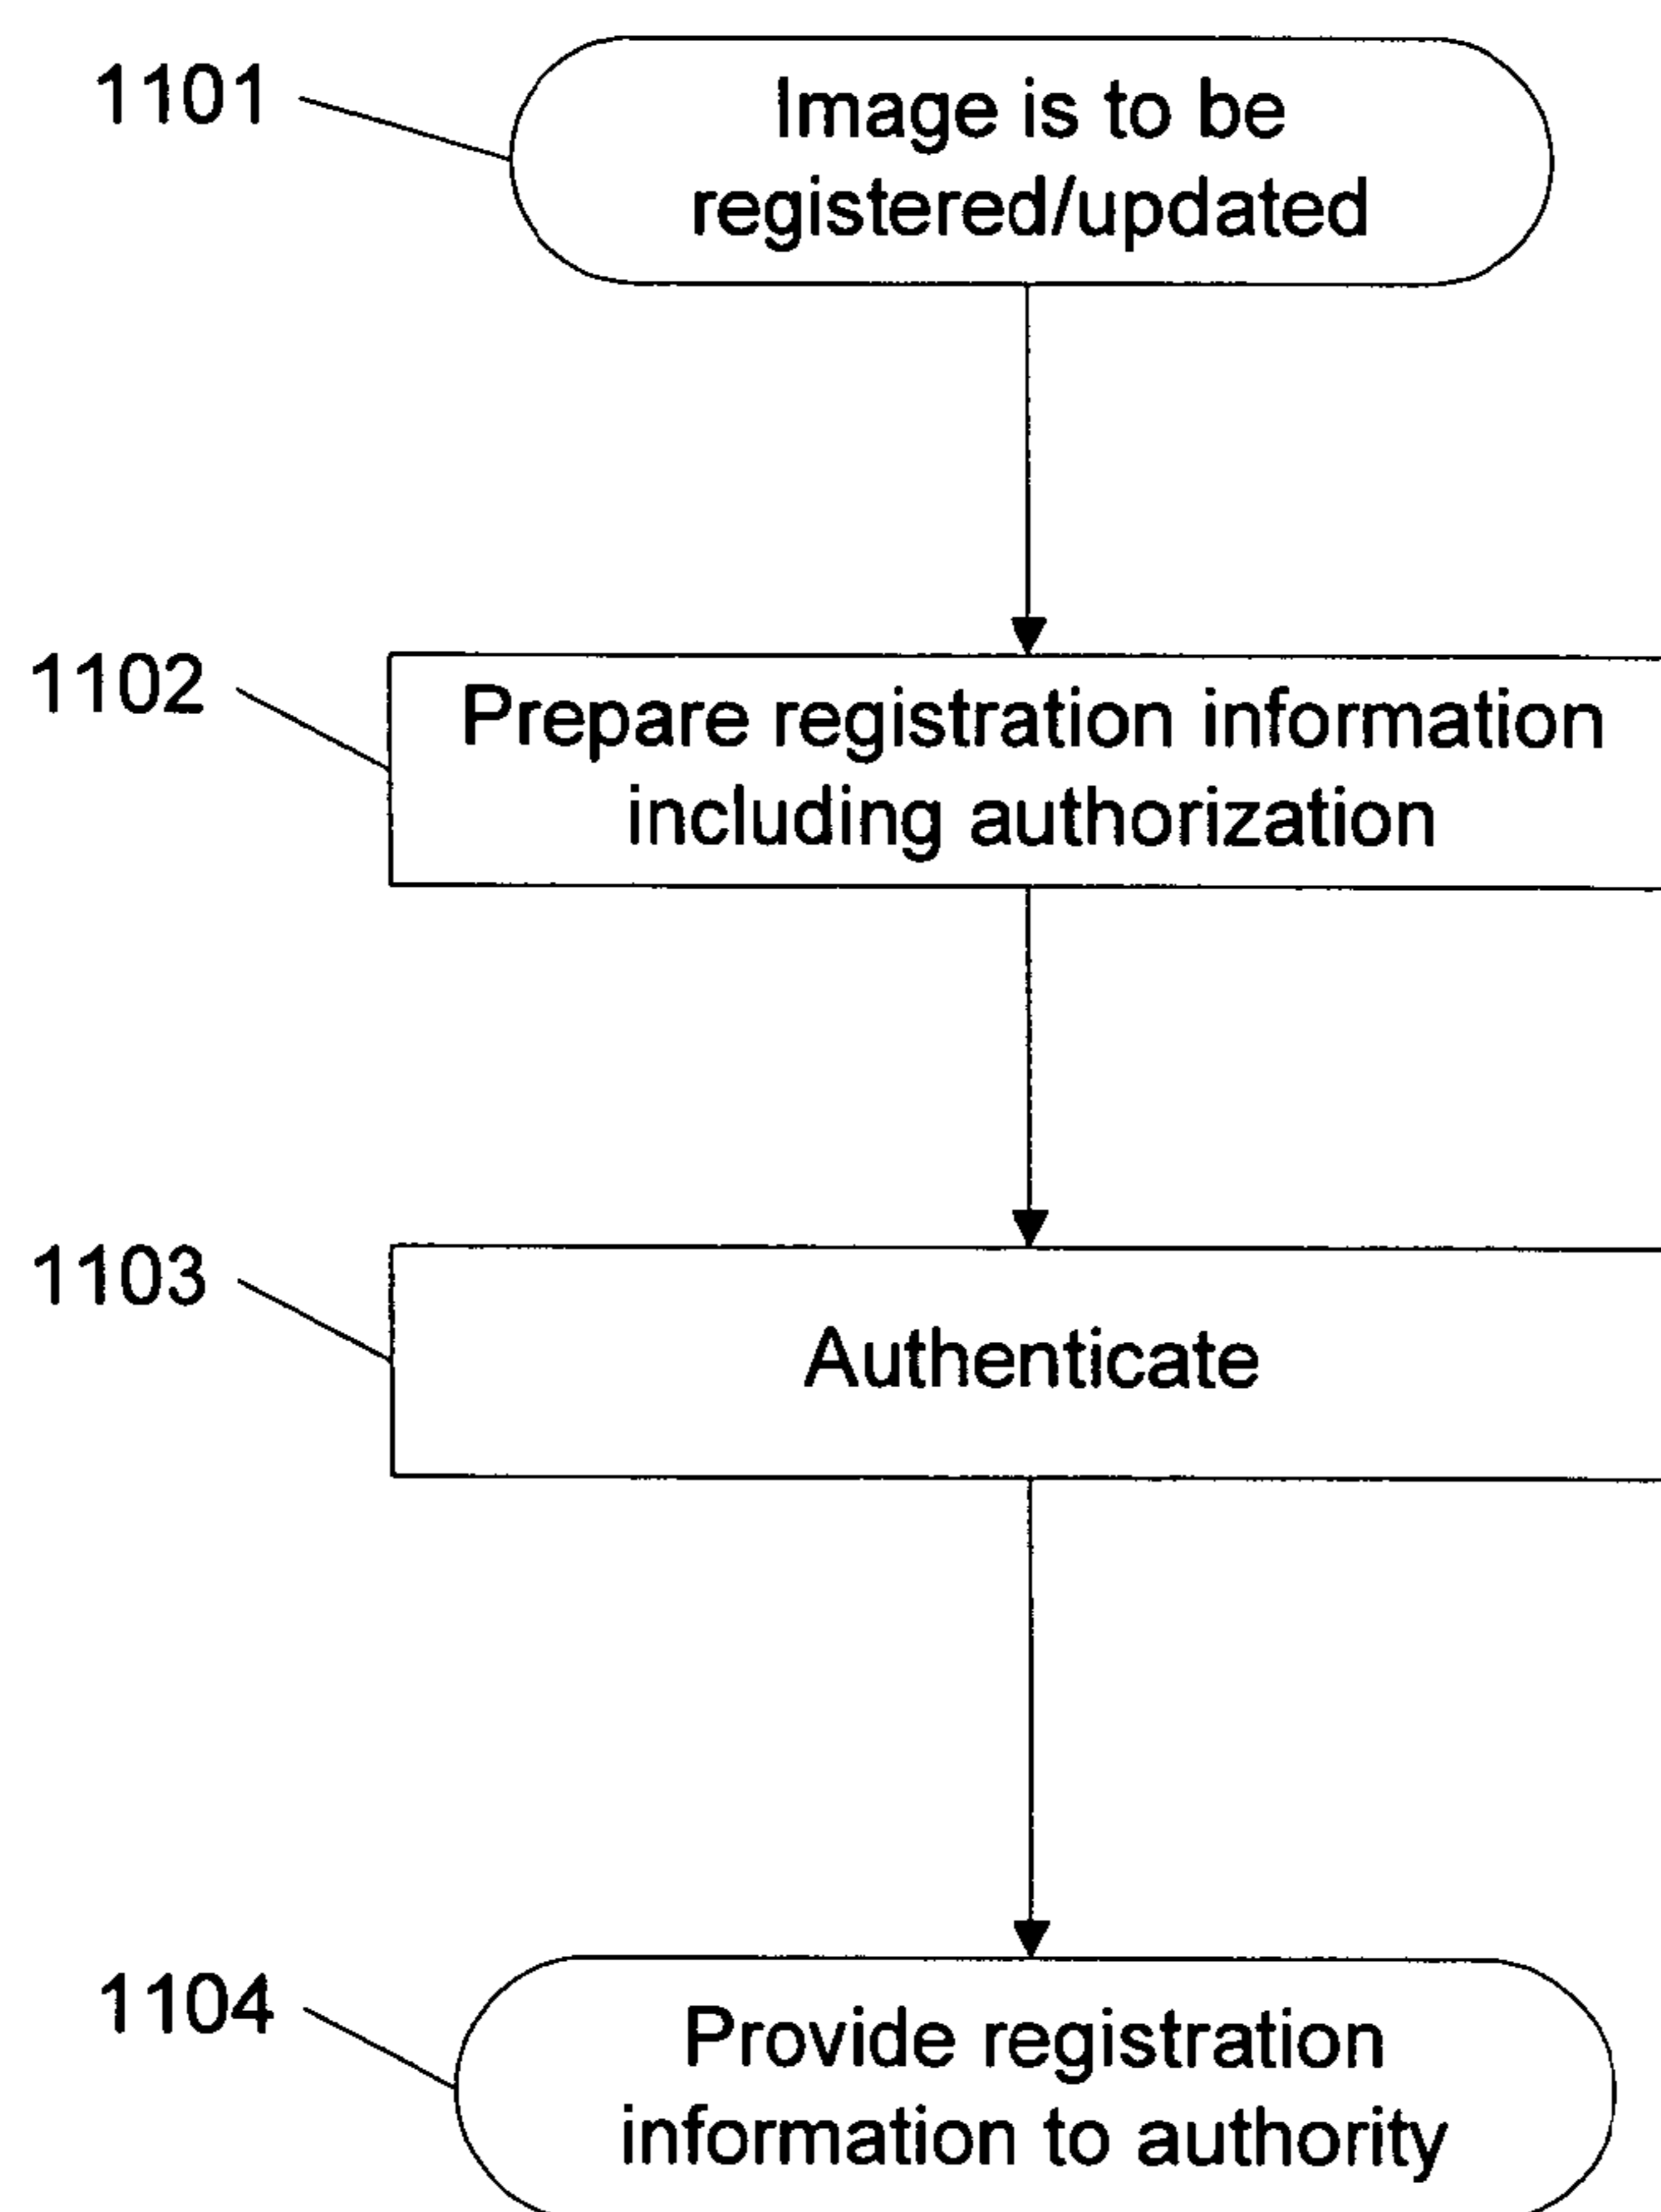 1101
Image is to be
registered/updated
1102
Prepare registration information
including authorization
1103
Authenticate
1104
Provide registration
information to authority